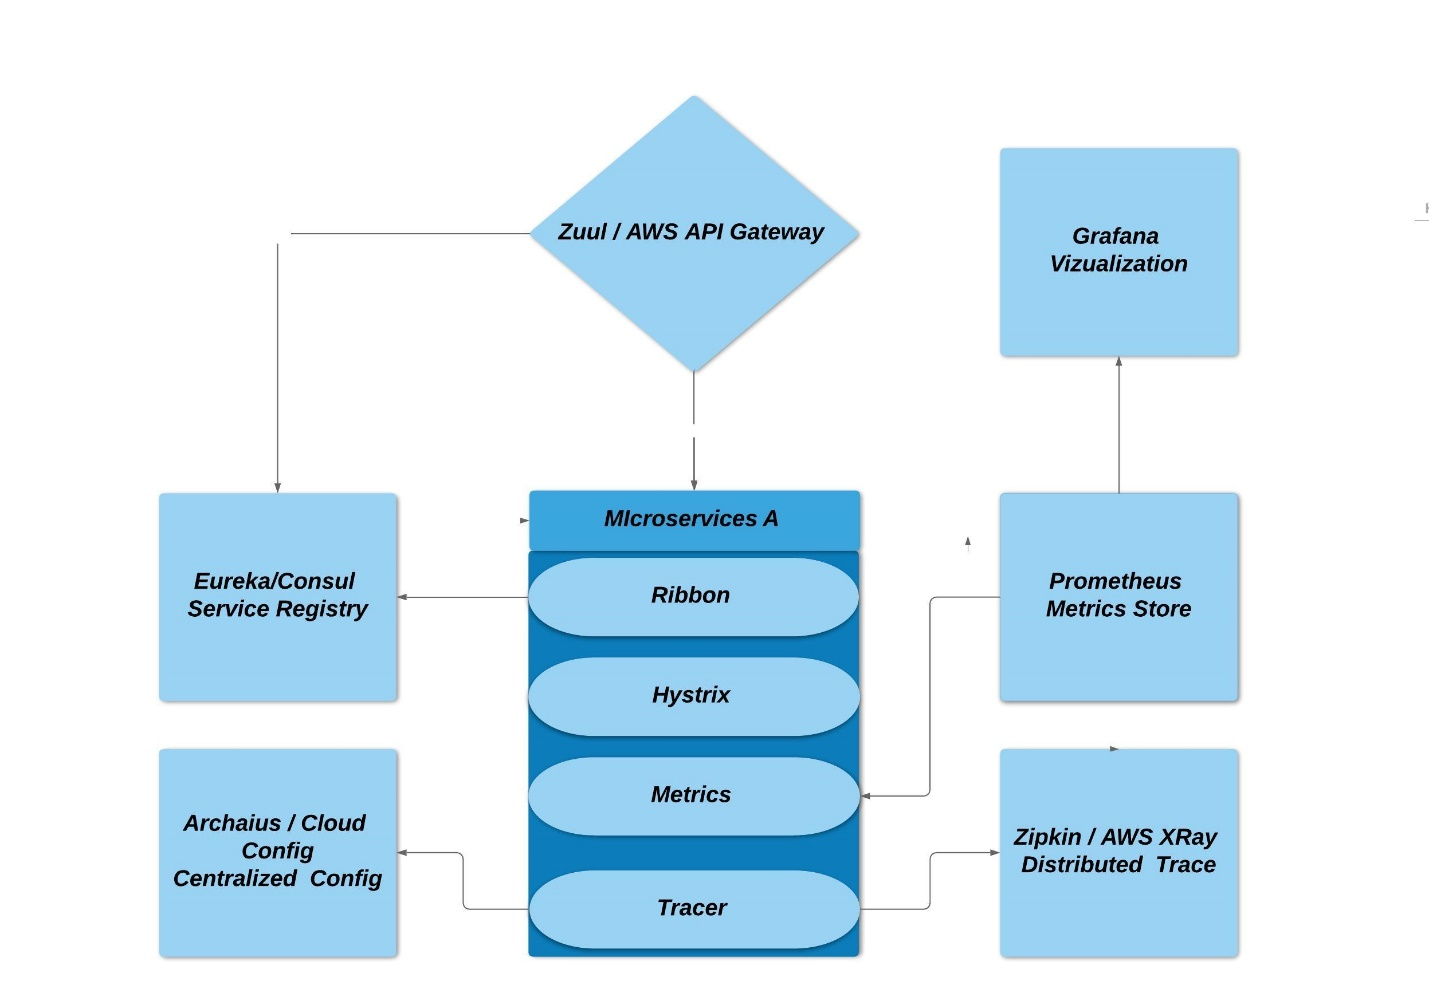 Zuul / AWS API Gateway
Grafana
Vizualization
MIcroservices A
Eureka/Consul
Service Registry
Ribbon
Prometheus
Metrics Store
Hystrix
Metrics
Archaius / Cloud
Config
Centralized Config
Zipkin / AWS XRay
Distributed Trace
Tracer